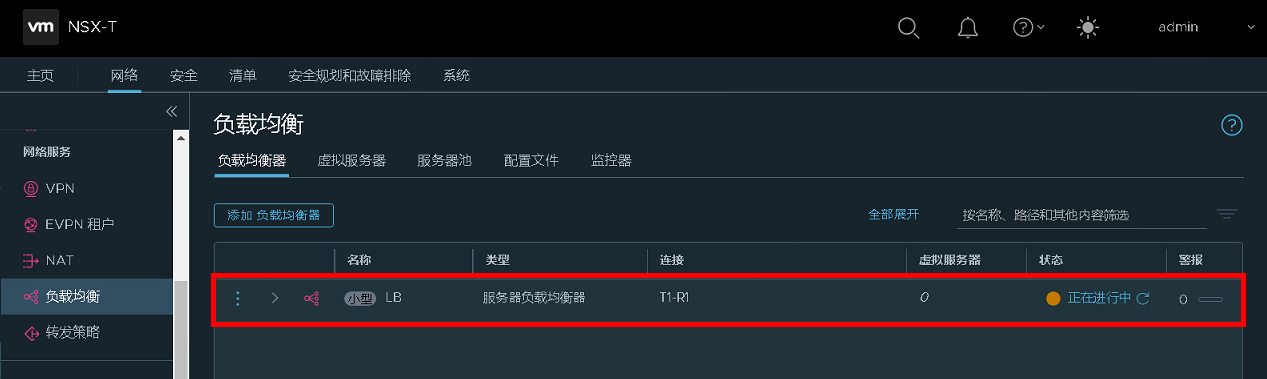 vm NSX-T admin
主页 网络 安全 清单 安全规划和故障排除 系统
负载均衡
网络服务
负载均衡器 虚拟服务器 服务器池 配置文件 监控器
VPN
添加 负载均衡器 全部展开 按名称、路径和其他内容筛选
EVPN 租户
名称 类型 连接 虚拟服务器 状态 警报
NAT
负载均衡
小型 LB 服务器负载均衡器 T1-R1 0 正在进行中 0
转发策略